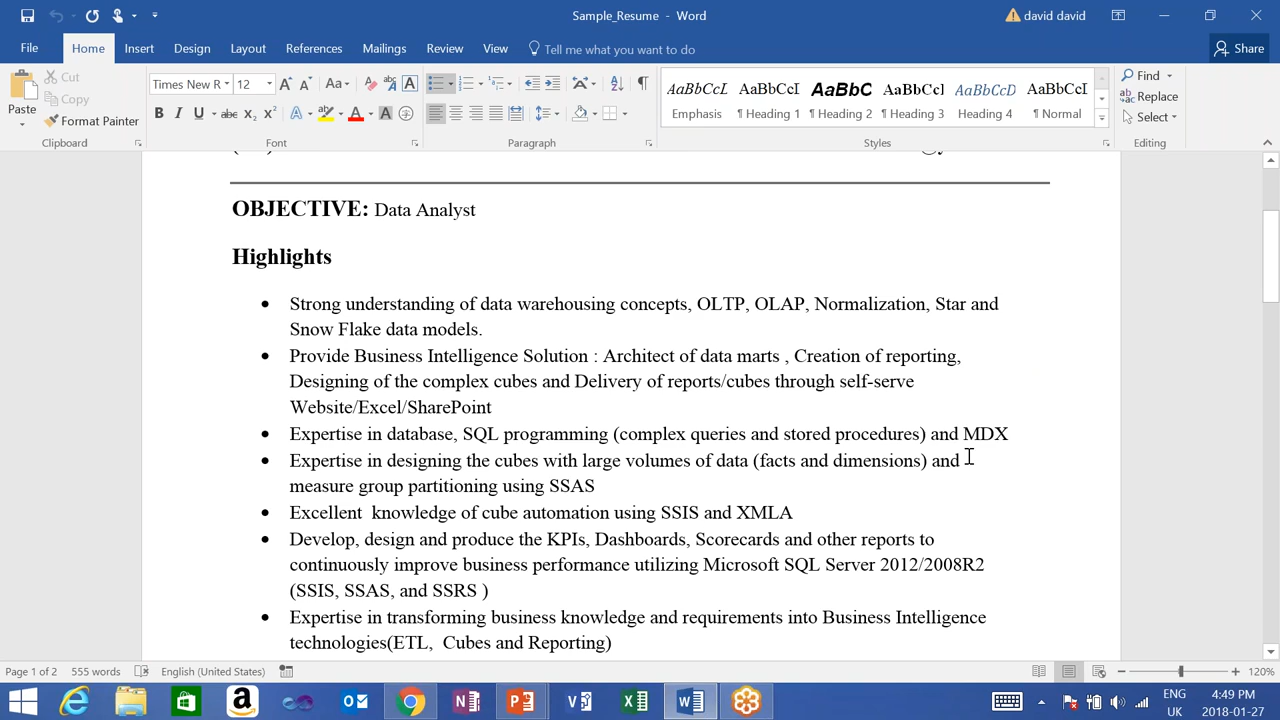 Sample_Resume - Word
david david
File Home Insert Design Layout References Mailings Review View Tell me what you want to do
Share
Paste
Cut
Copy
Format Painter
Clipboard
Times New R 12
Font
Paragraph
AaBbCcL AaBbCcI AaBbC AaBbCcl AaBbCcD AaBbCcI
Emphasis ¶ Heading 1 ¶ Heading 2 ¶ Heading 3 Heading 4 ¶ Normal
Styles
Find
Replace
Select
Editing
OBJECTIVE: Data Analyst
Highlights
• Strong understanding of data warehousing concepts, OLTP, OLAP, Normalization, Star and
Snow Flake data models.
• Provide Business Intelligence Solution : Architect of data marts , Creation of reporting,
Designing of the complex cubes and Delivery of reports/cubes through self-serve
Website/Excel/SharePoint
• Expertise in database, SQL programming (complex queries and stored procedures) and MDX
• Expertise in designing the cubes with large volumes of data (facts and dimensions) and
measure group partitioning using SSAS
• Excellent  knowledge of cube automation using SSIS and XMLA
• Develop, design and produce the KPIs, Dashboards, Scorecards and other reports to
continuously improve business performance utilizing Microsoft SQL Server 2012/2008R2
(SSIS, SSAS, and SSRS )
• Expertise in transforming business knowledge and requirements into Business Intelligence
technologies(ETL,  Cubes and Reporting)
Page 1 of 2 555 words English (United States) 120%
ENG 4:49 PM
UK 2018-01-27